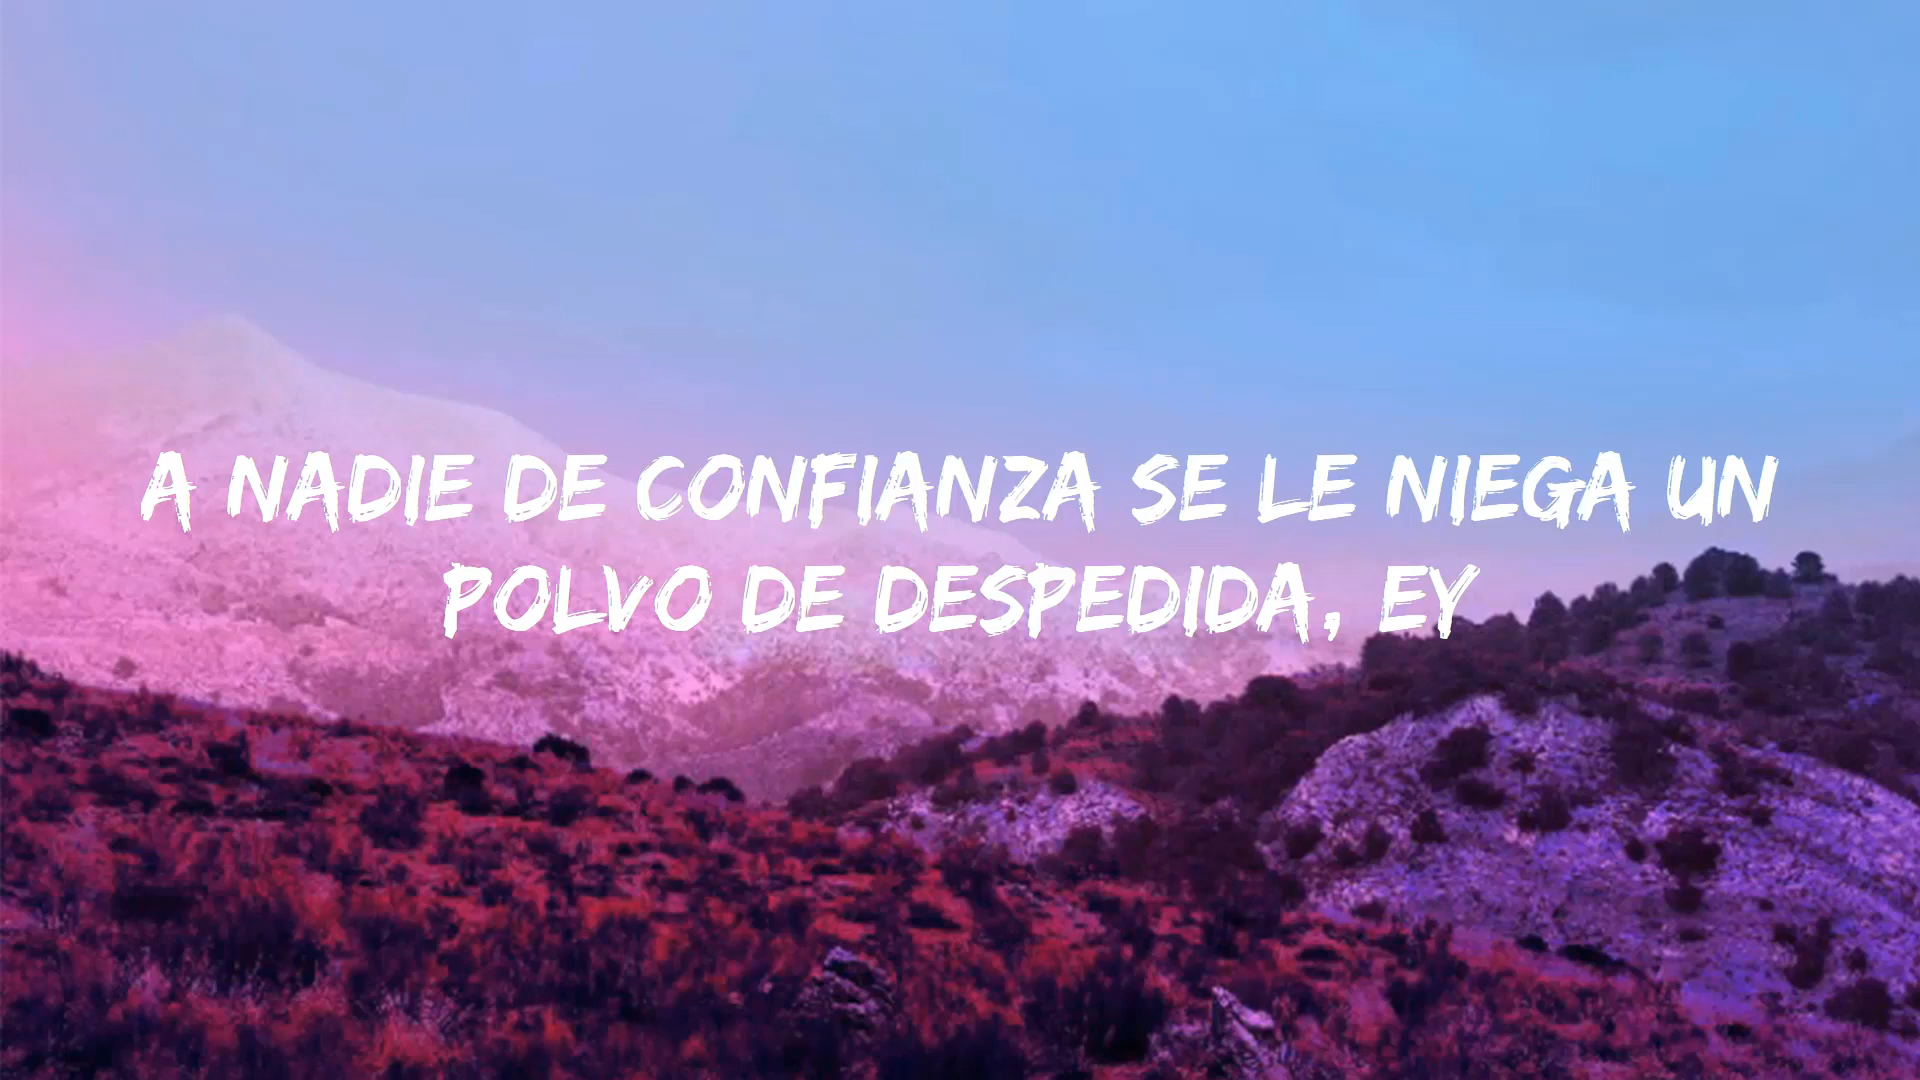 A NADIE DE CONFIANZA SE LE NIEGA UN
POLVO DE DESPEDIDA, EY